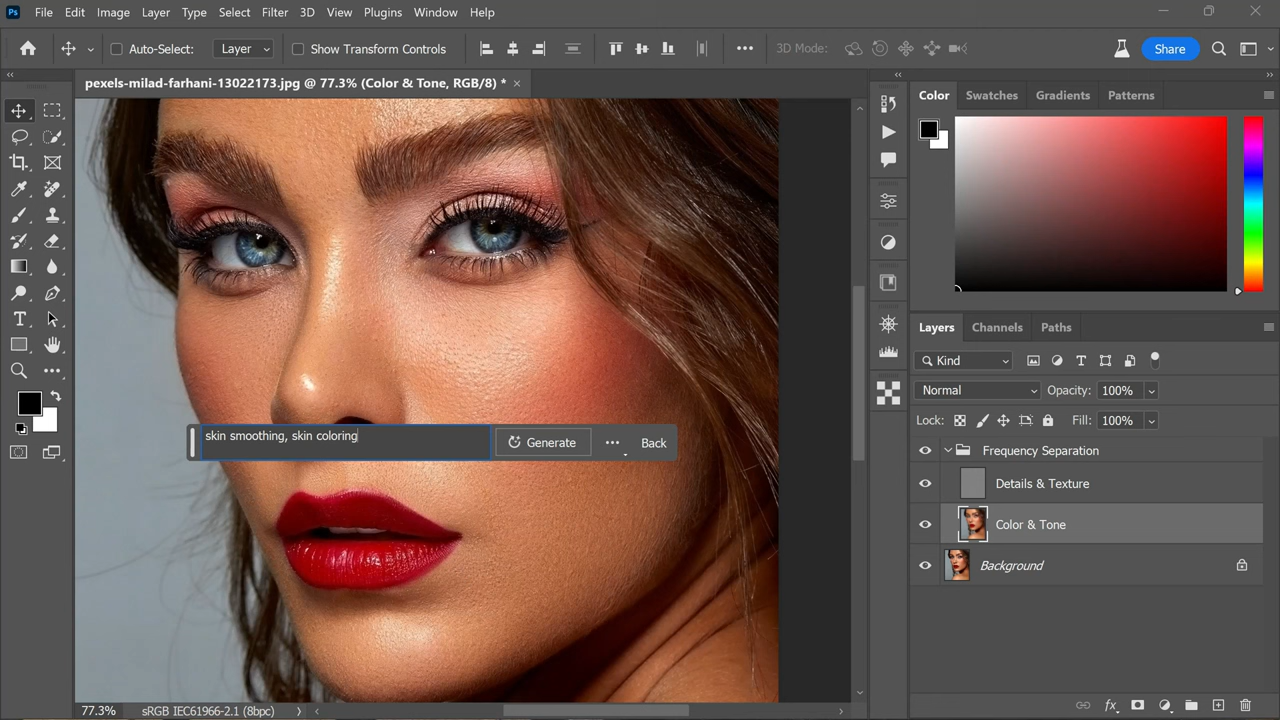 Ps File Edit Image Layer Type Select Filter 3D View Plugins Window Help
Auto-Select: Layer Show Transform Controls 3D Mode: Share
pexels-milad-farhani-13022173.jpg @ 77.3% (Color & Tone, RGB/8) *
Color Swatches Gradients Patterns
skin smoothing, skin coloring
Generate
Back
Layers Channels Paths
Kind
Normal Opacity: 100%
Lock: Fill: 100%
Frequency Separation
Details & Texture
Color & Tone
Background
77.3% sRGB IEC61966-2.1 (8bpc)
fx